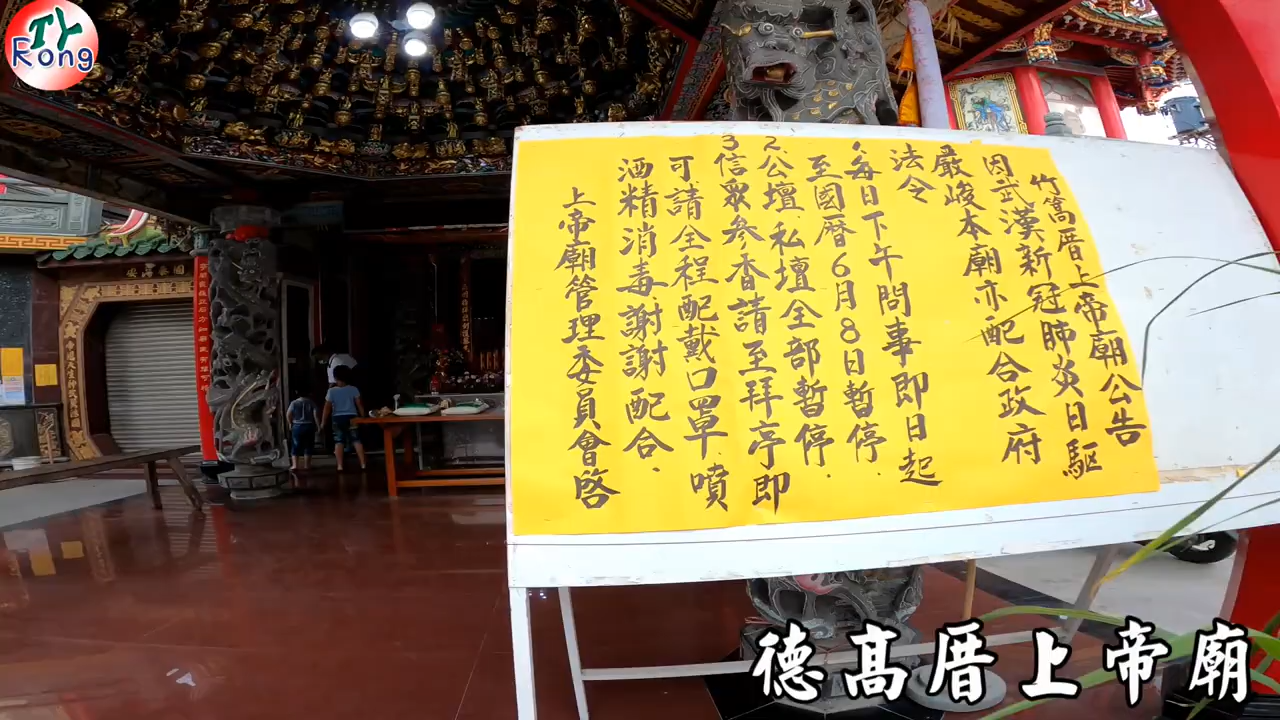 TY
Rong
竹篙厝上帝廟公告
因武漢新冠肺炎日驅
嚴峻本廟亦配合政府
法令
1.每日下午問事即日起
至國曆6月8日暫停.
2.公壇.私壇全部暫停.
3信眾參香請至拜亭即
可請全程配戴口罩.噴
酒精消毒謝謝配合.
上帝廟管理委員會啓
德高厝上帝廟